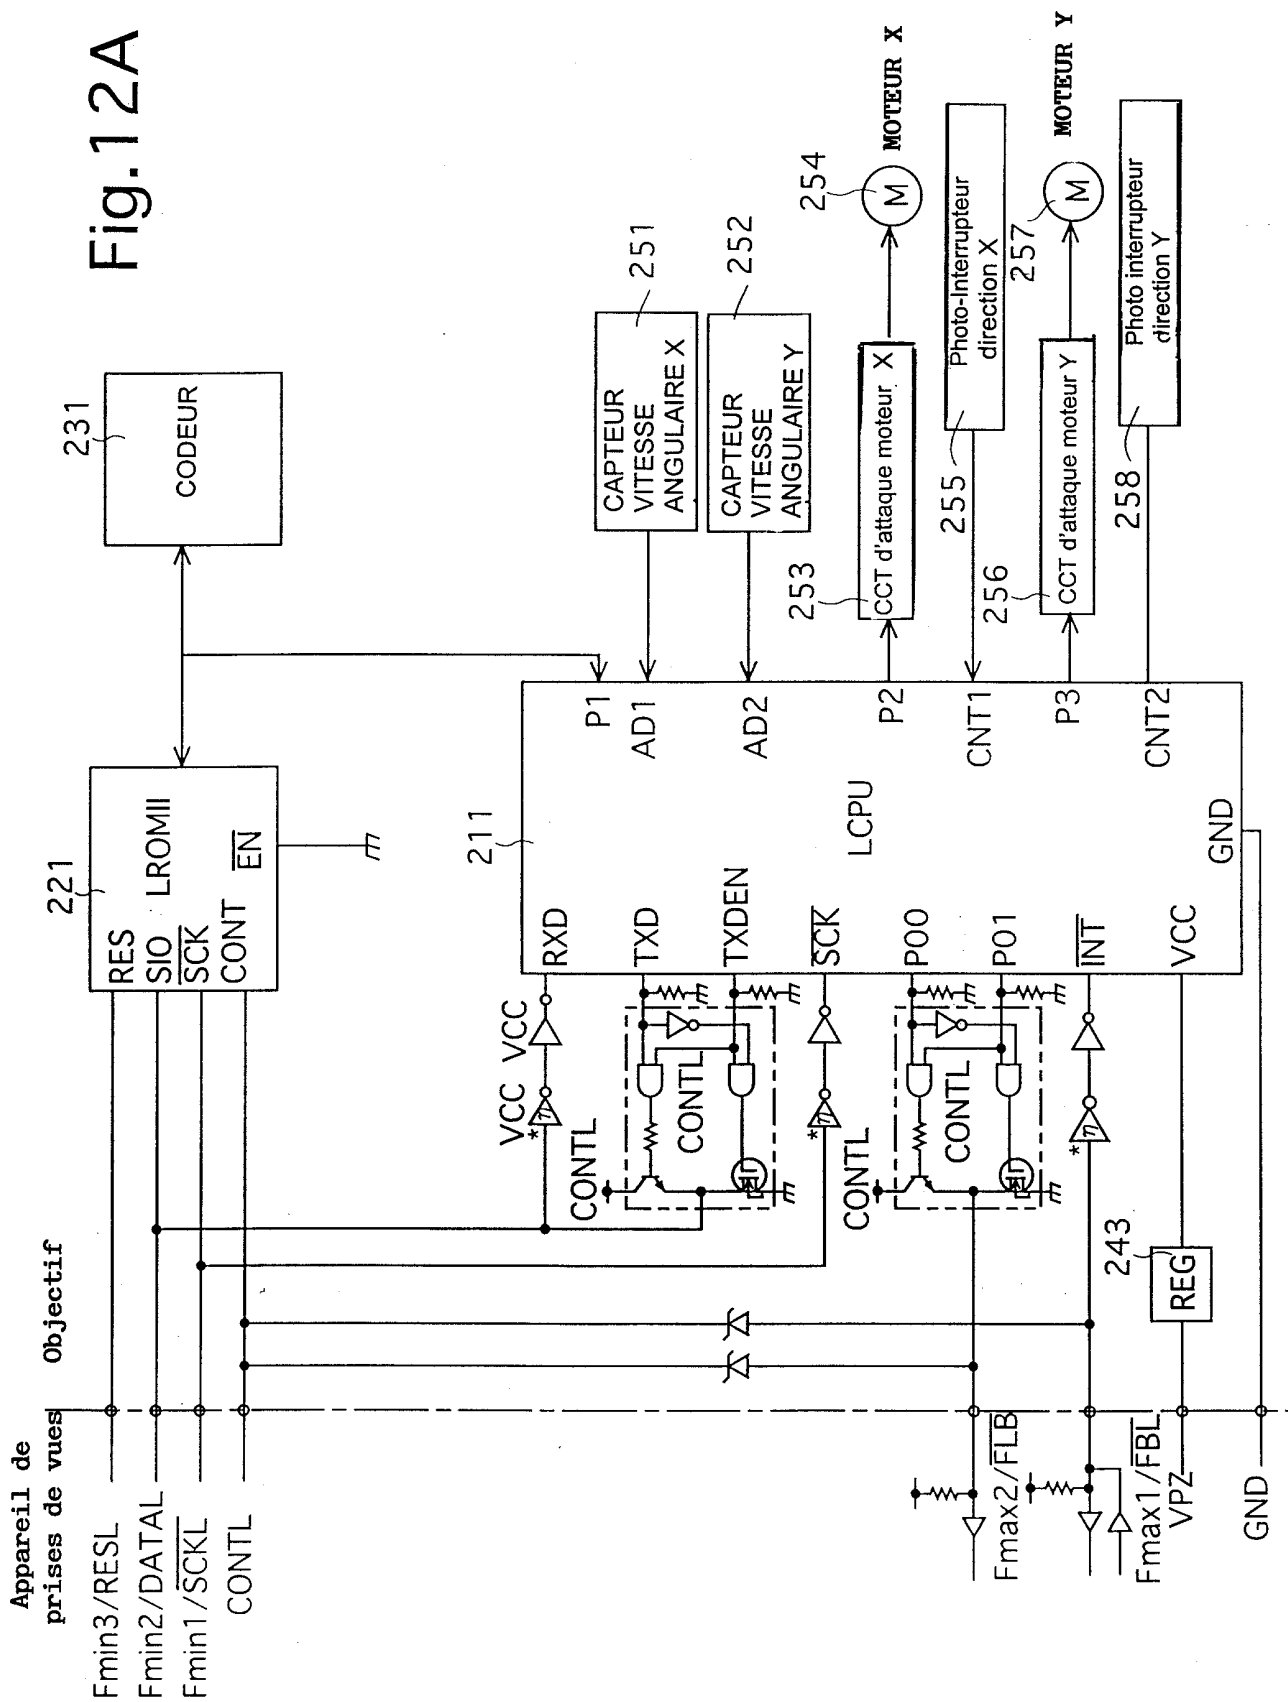 Fig.12A
Appareil de
prises de vues
Objectif
Fmin3/RESL
Fmin2/DATAL
Fmin1/SCKL
CONTL
221
RES
SIO
SCK
CONT
LROMII
EN
231
CODEUR
211
RXD
TXD
TXDEN
SCK
P00
P01
INT
VCC
GND
LCPU
P1
AD1
AD2
P2
CNT1
P3
CNT2
VCC
VCC
*
η
CONTL
CONTL
*
η
CONTL
CONTL
*
η
243
REG
Fmax2/FLB
Fmax1/FBL
VPZ
GND
251
CAPTEUR
VITESSE
ANGULAIRE X
252
CAPTEUR
VITESSE
ANGULAIRE Y
253
CCT d'attaque moteur X
254
M
MOTEUR X
255
Photo-Interrupteur
direction X
256
CCT d'attaque moteur Y
257
M
MOTEUR Y
258
Photo interrupteur
direction Y